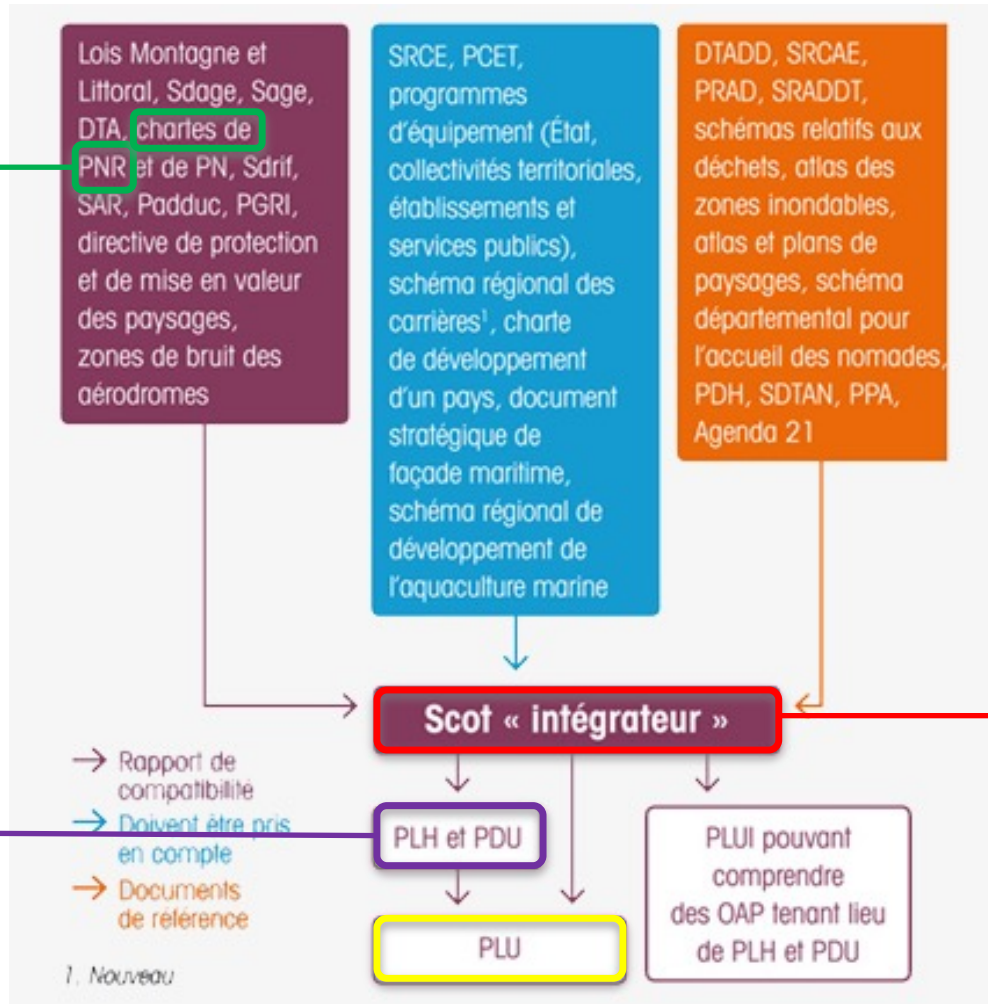 Lois Montagne et
Littoral, Sdage, Sage,
DTA, chartes de
PNR et de PN, Sdrif,
SAR, Padduc, PGRI,
directive de protection
et de mise en valeur
des paysages,
zones de bruit des
aérodromes
SRCE, PCET,
programmes
d'équipement (État,
collectivités territoriales,
établissements et
services publics),
schéma régional des
carrières¹, charte
de développement
d'un pays, document
stratégique de
façade maritime,
schéma régional de
développement de
l'aquaculture marine
DTADD, SRCAE,
PRAD, SRADDT,
schémas relatifs aux
déchets, atlas des
zones inondables,
atlas et plans de
paysages, schéma
départemental pour
l'accueil des nomades,
PDH, SDTAN, PPA,
Agenda 21
Scot « intégrateur »
Rapport de
compatibilité
Doivent être pris
en compte
Documents
de référence
1. Nouveau
PLH et PDU
PLU
PLUI pouvant
comprendre
des OAP tenant lieu
de PLH et PDU